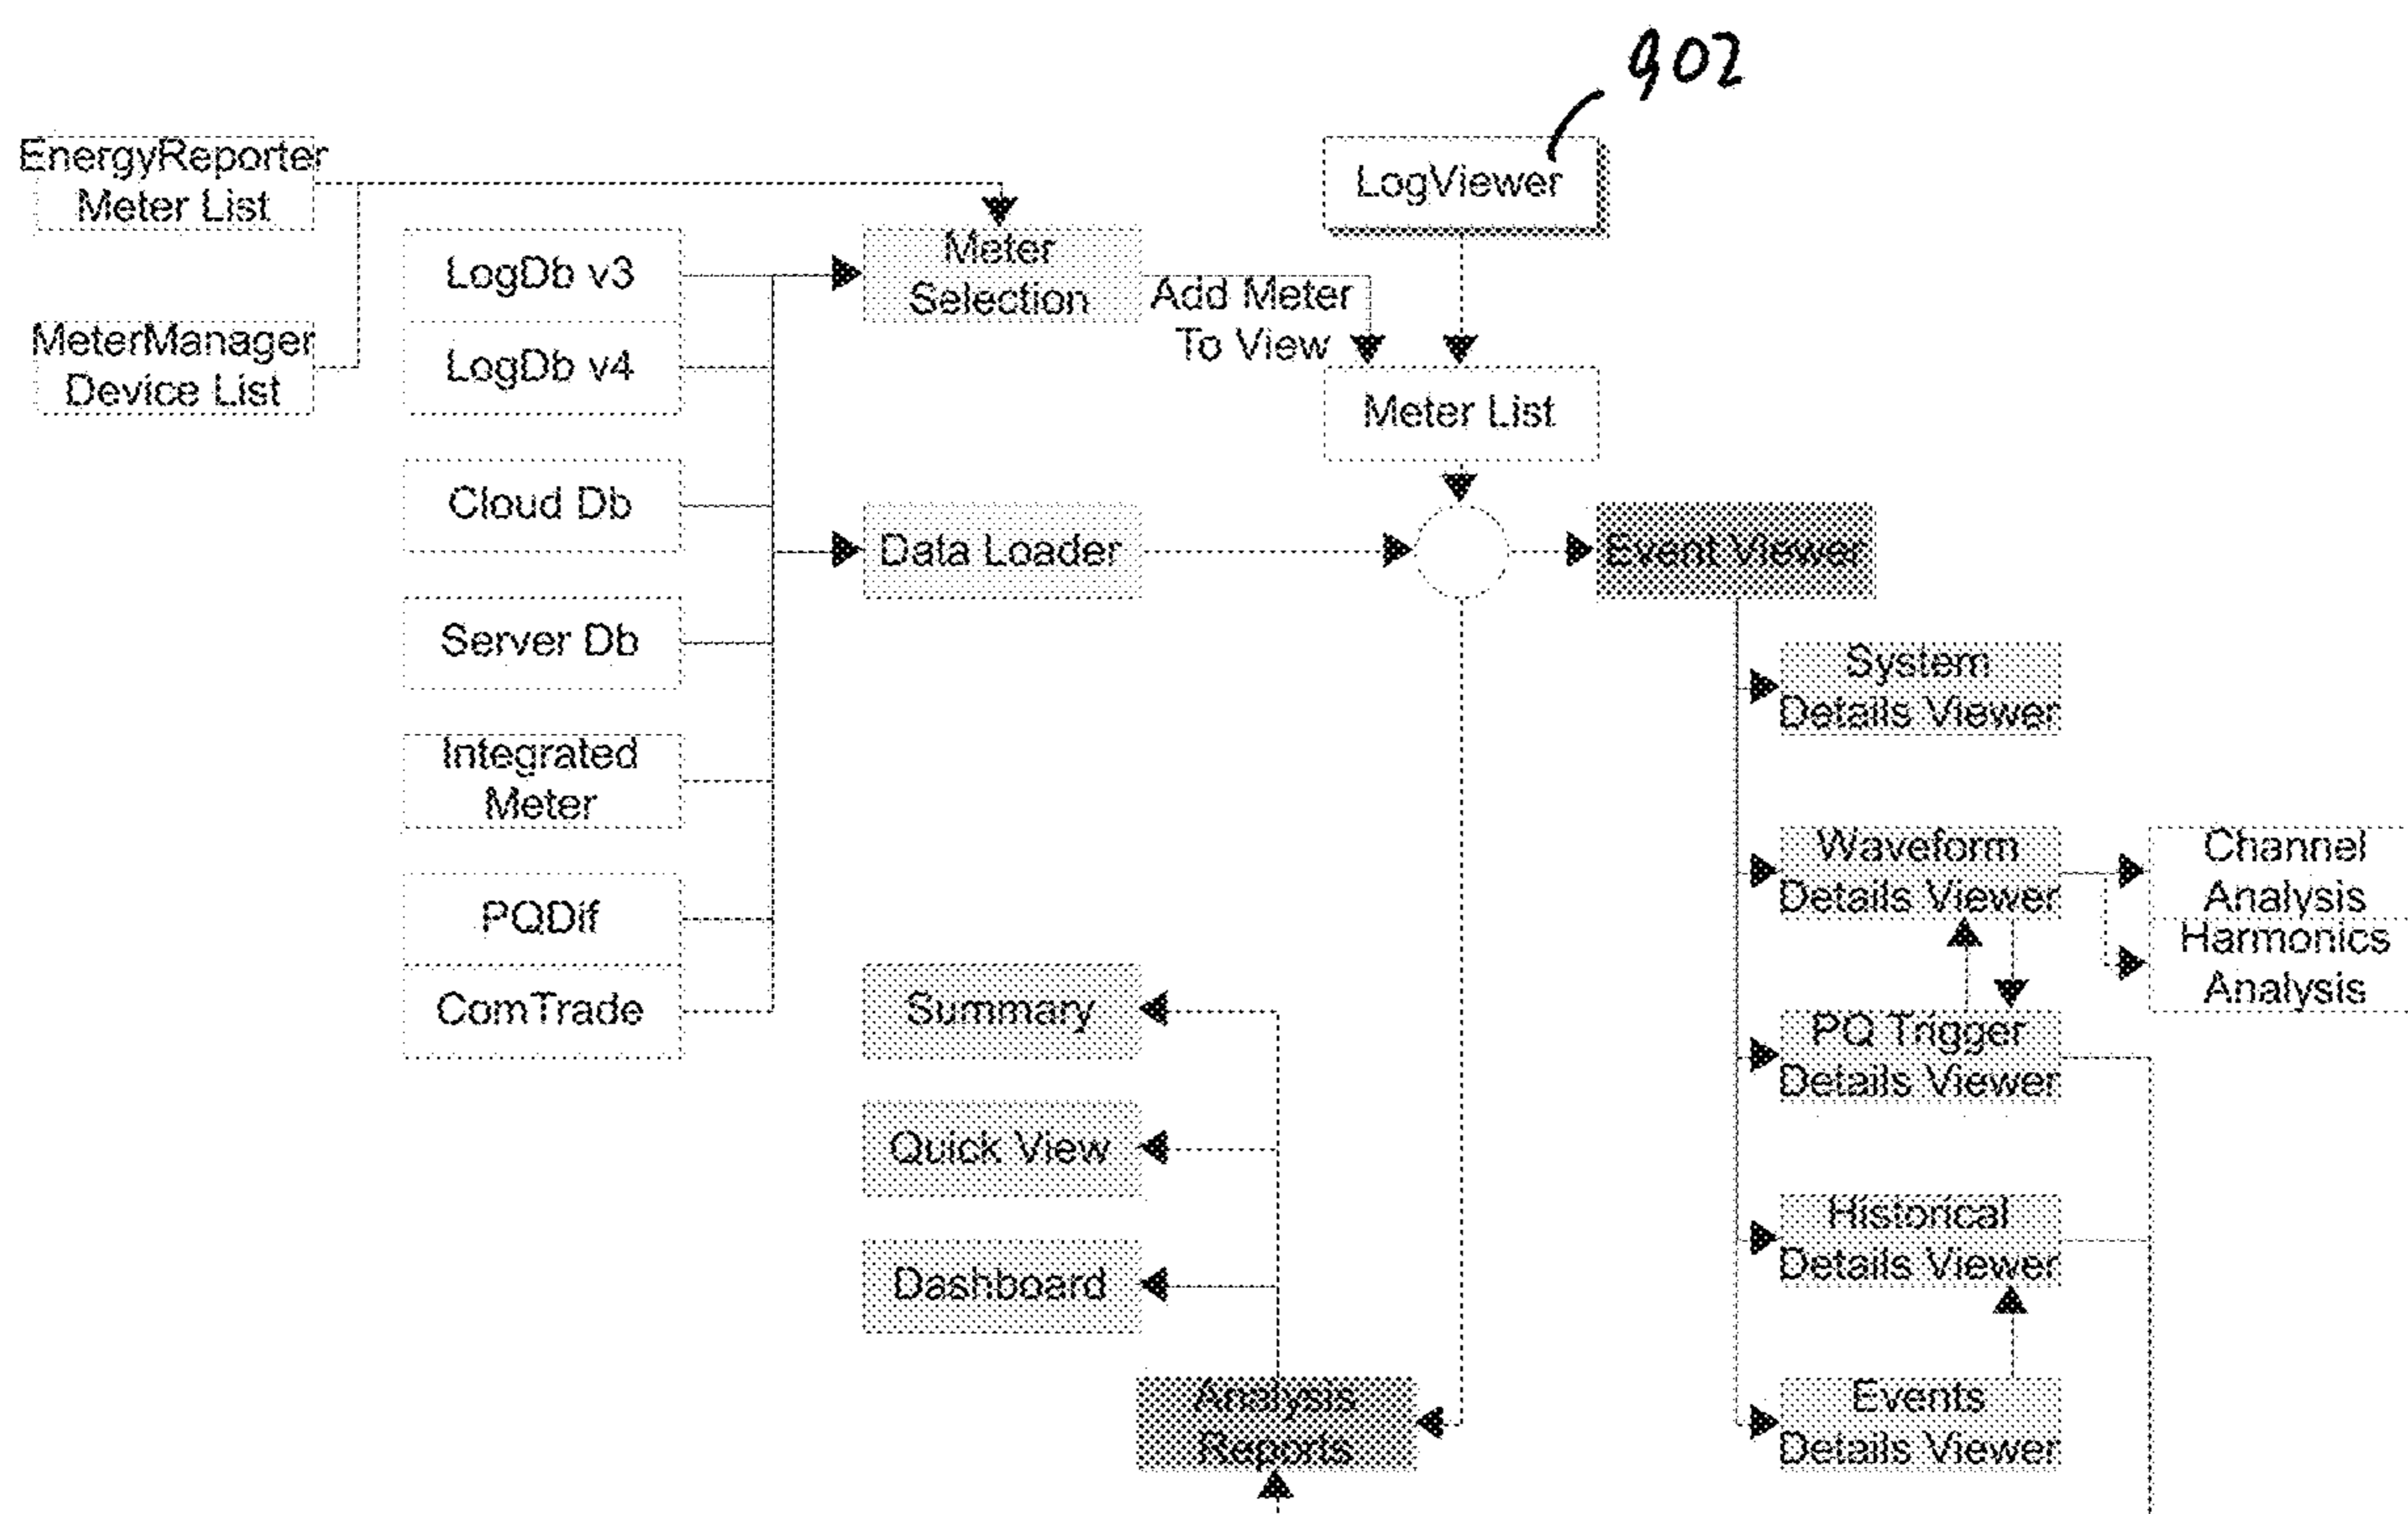 902
EnergyReporter
Meter List
LogViewer
LogDb v3
Meter
Selection
Add Meter
To View
MeterManager
Device List
LogDb v4
Meter List
Cloud Db
Data Loader
Event Viewer
Server Db
System
Details Viewer
Integrated
Meter
Waveform
Details Viewer
Channel
Analysis
PQDif
Harmonics
Analysis
ComTrade
Summary
PQ Trigger
Details Viewer
Quick View
Historical
Details Viewer
Dashboard
Analysis
Reports
Events
Details Viewer